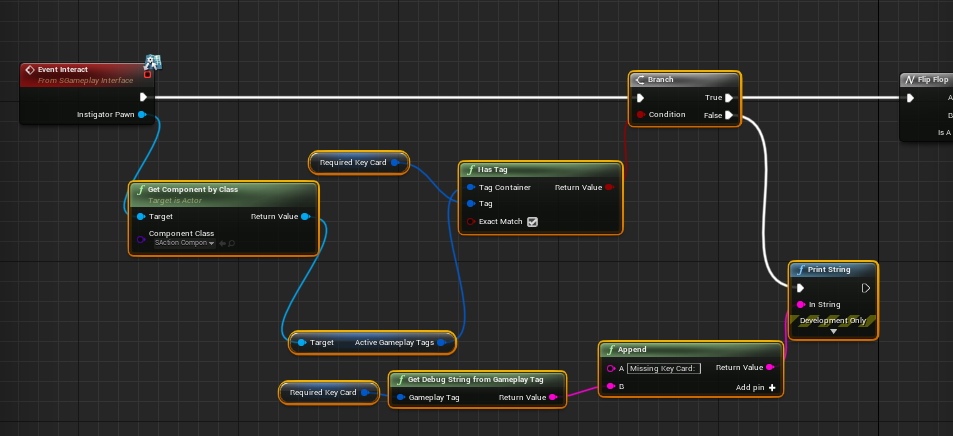 Event Interact
From SGameplay Interface
Instigator Pawn
Branch
True
Condition
False
Flip Flop
A
B
Is A
Required Key Card
Has Tag
Tag Container
Return Value
Tag
Exact Match
Get Component by Class
Target is Actor
Target
Return Value
Component Class
SAction Compon
Print String
In String
Development Only
Target
Active Gameplay Tags
Append
A
Missing Key Card:
Return Value
B
Add pin
Required Key Card
Get Debug String from Gameplay Tag
Gameplay Tag
Return Value